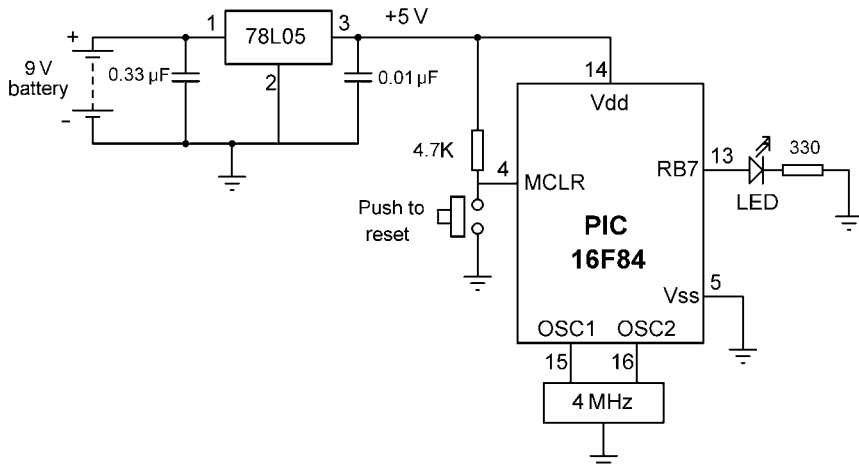 1
78L05
3
+5 V
+
9 V
battery
-
0.33 µF
2
0.01 µF
14
Vdd
4.7K
4
MCLR
RB7
13
330
LED
Push to
reset
PIC
16F84
Vss
5
OSC1
OSC2
15
16
4 MHz